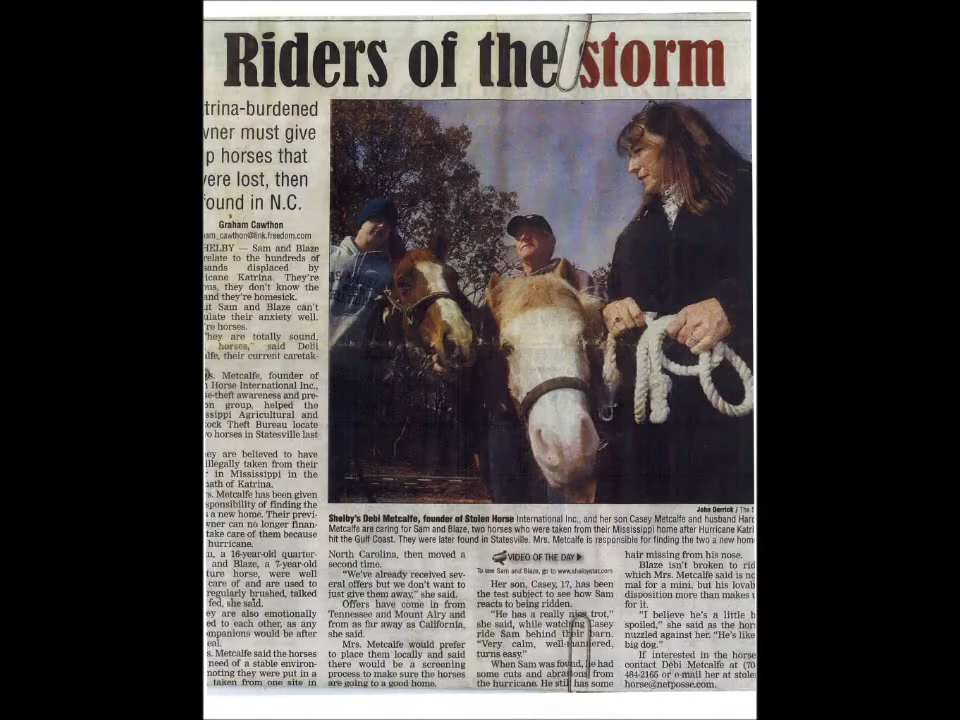 Riders of the storm
trina-burdened
wner must give
p horses that
vere lost, then
found in N.C.
Graham Cawthon
am_cawthon@link.freedom.com
HELBY — Sam and Blaze
relate to the hundreds of
sands displaced by
icane Katrina. They're
ous, they don't know the
and they're homesick.
ut Sam and Blaze can't
ulate their anxiety well.
're horses.
hey are totally sound,
horses," said Debi
lfe, their current caretak-
s. Metcalfe, founder of
n Horse International Inc.,
se-theft awareness and pre-
on group, helped the
ssippi Agricultural and
ock Theft Bureau locate
o horses in Statesville last
ey are believed to have
illegally taken from their
r in Mississippi in the
nath of Katrina.
s. Metcalfe has been given
sponsibility of finding the
s a new home. Their previ-
wner can no longer finan-
take care of them because
hurricane.
m, a 16-year-old quarter-
and Blaze, a 7-year-old
ture horse, were well
care of and are used to
regularly brushed, talked
fed, she said.
ey are also emotionally
ed to each other, as any
ompanions would be after
eal.
s. Metcalfe said the horses
need of a stable environ-
noting they were put in a
taken from one site in
John Derrick / The S
Shelby's Debi Metcalfe, founder of Stolen Horse International Inc., and her son Casey Metcalfe and husband Haro
Metcalfe are caring for Sam and Blaze, two horses who were taken from their Mississippi home after Hurricane Katri
hit the Gulf Coast. They were later found in Statesville. Mrs. Metcalfe is responsible for finding the two a new home
North Carolina, then moved a
second time.
"We've already received sev-
eral offers but we don't want to
just give them away," she said.
Offers have come in from
Tennessee and Mount Airy and
from as far away as California,
she said.
Mrs. Metcalfe would prefer
to place them locally and said
there would be a screening
process to make sure the horses
are going to a good home.
VIDEO OF THE DAY
To see Sam and Blaze, go to www.shelbystar.com
Her son, Casey, 17, has been
the test subject to see how Sam
reacts to being ridden.
"He has a really nice trot,"
she said, while watching Casey
ride Sam behind their barn.
"Very calm, well-mannered,
turns easy."
When Sam was found, he had
some cuts and abrasions from
the hurricane. He still has some
hair missing from his nose.
Blaze isn't broken to rid
which Mrs. Metcalfe said is no
mal for a mini, but his lovab
disposition more than makes u
for it.
"I believe he's a little b
spoiled," she said as the hors
nuzzled against her. "He's like
big dog."
If interested in the horse
contact Debi Metcalfe at (70
484-2165 or e-mail her at stole
horse@netposse.com.